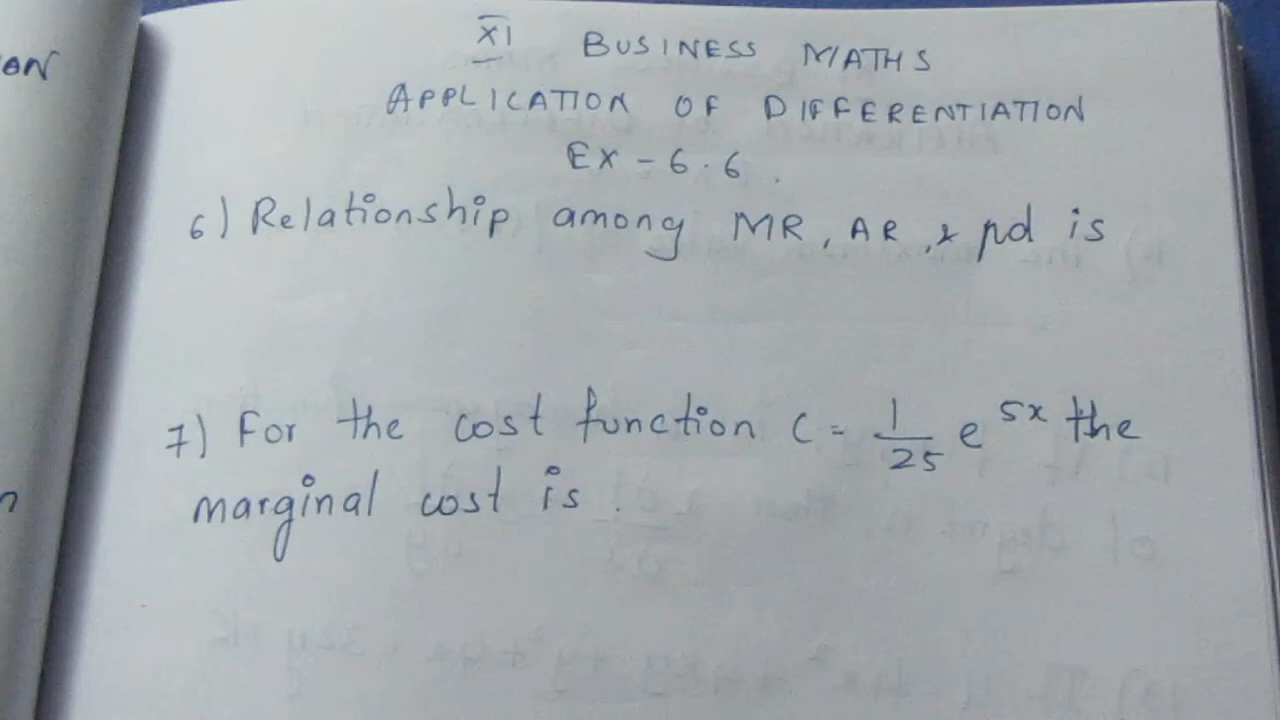 XI BUSINESS MATHS
APPLICATION OF DIFFERENTIATION
EX - 6.6.
6) Relationship among MR, AR, & ηd is
7) For the cost function C = 1/25 e^5x the
marginal cost is.
ON